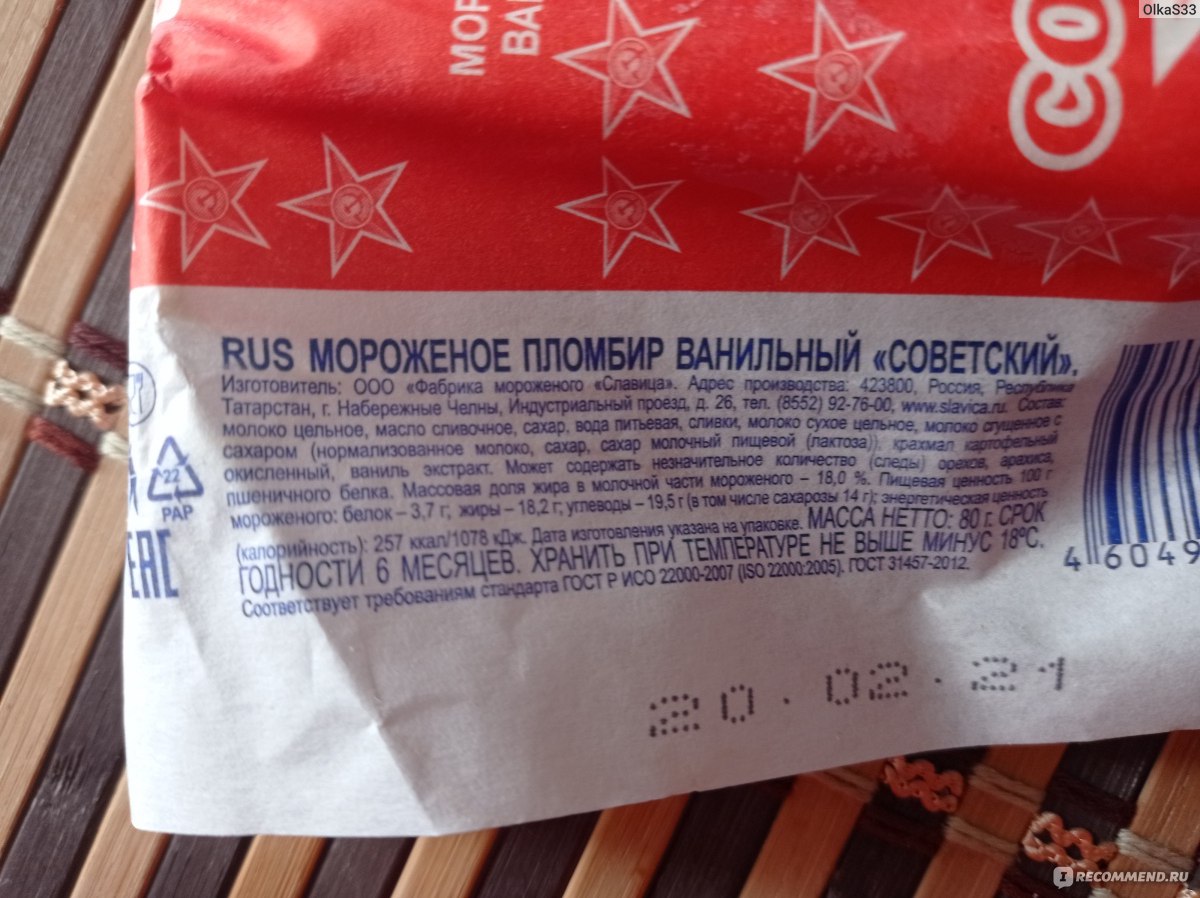 OlkaS33
МОР
ВА
СО
RUS МОРОЖЕНОЕ ПЛОМБИР ВАНИЛЬНЫЙ «СОВЕТСКИЙ».
Изготовитель: ООО «Фабрика мороженого «Славица». Адрес производства: 423800, Россия, Республика
Татарстан, г. Набережные Челны, Индустриальный проезд, д. 26, тел. (8552) 92-76-00, www.slavica.ru. Состав:
молоко цельное, масло сливочное, сахар, вода питьевая, сливки, молоко сухое цельное, молоко сгущенное с
сахаром (нормализованное молоко, сахар, сахар молочный пищевой (лактоза)), крахмал картофельный
окисленный, ваниль экстракт. Может содержать незначительное количество (следы) орехов, арахиса,
пшеничного белка. Массовая доля жира в молочной части мороженого – 18,0 %. Пищевая ценность 100 г
мороженого: белок – 3,7 г; жиры – 18,2 г; углеводы – 19,5 г (в том числе сахарозы 14 г); энергетическая ценность
(калорийность): 257 ккал/1078 кДж. Дата изготовления указана на упаковке. МАССА НЕТТО: 80 г. СРОК
ГОДНОСТИ 6 МЕСЯЦЕВ. ХРАНИТЬ ПРИ ТЕМПЕРАТУРЕ НЕ ВЫШЕ МИНУС 18°С.
Соответствует требованиям стандарта ГОСТ Р ИСО 22000-2007 (ISO 22000:2005). ГОСТ 31457-2012.
22
PAP
EAC
4 6049
20.02.21
IRECOMMEND.RU